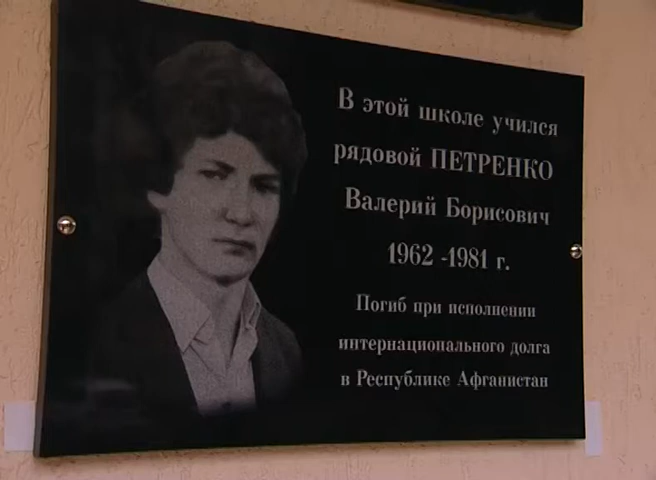 В этой школе учился
рядовой ПЕТРЕНКО
Валерий Борисович
1962 -1981 г.
Погиб при исполнении
интернационального долга
в Республике Афганистан